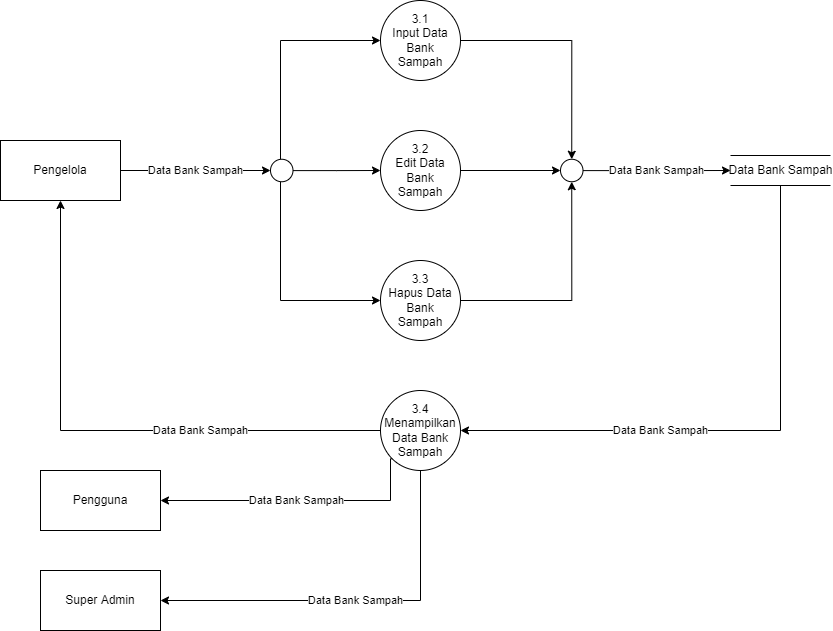 3.1
Input Data
Bank
Sampah
3.2
Edit Data
Bank
Sampah
Pengelola
Data Bank Sampah
Data Bank Sampah
Data Bank Sampah
3.3
Hapus Data
Bank
Sampah
3.4
Menampilkan
Data Bank
Sampah
Data Bank Sampah
Data Bank Sampah
Pengguna
Data Bank Sampah
Super Admin
Data Bank Sampah